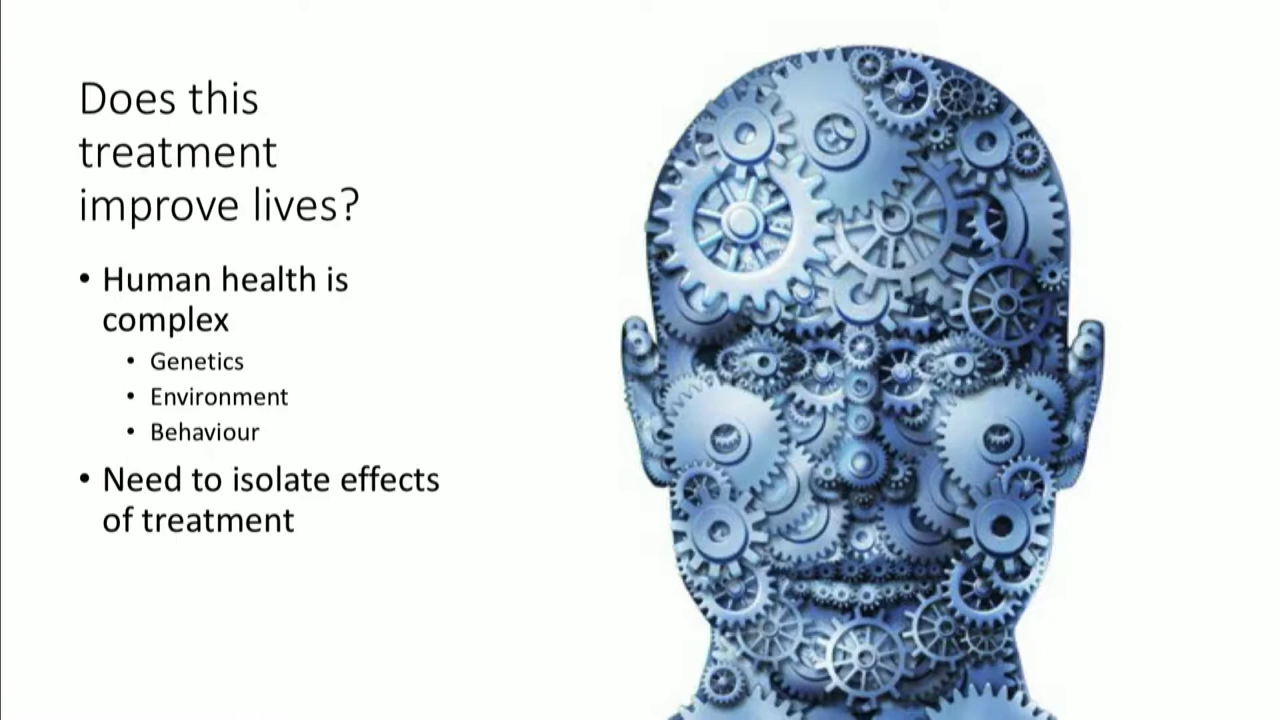 Does this
treatment
improve lives?
• Human health is
complex
• Genetics
• Environment
• Behaviour
• Need to isolate effects
of treatment